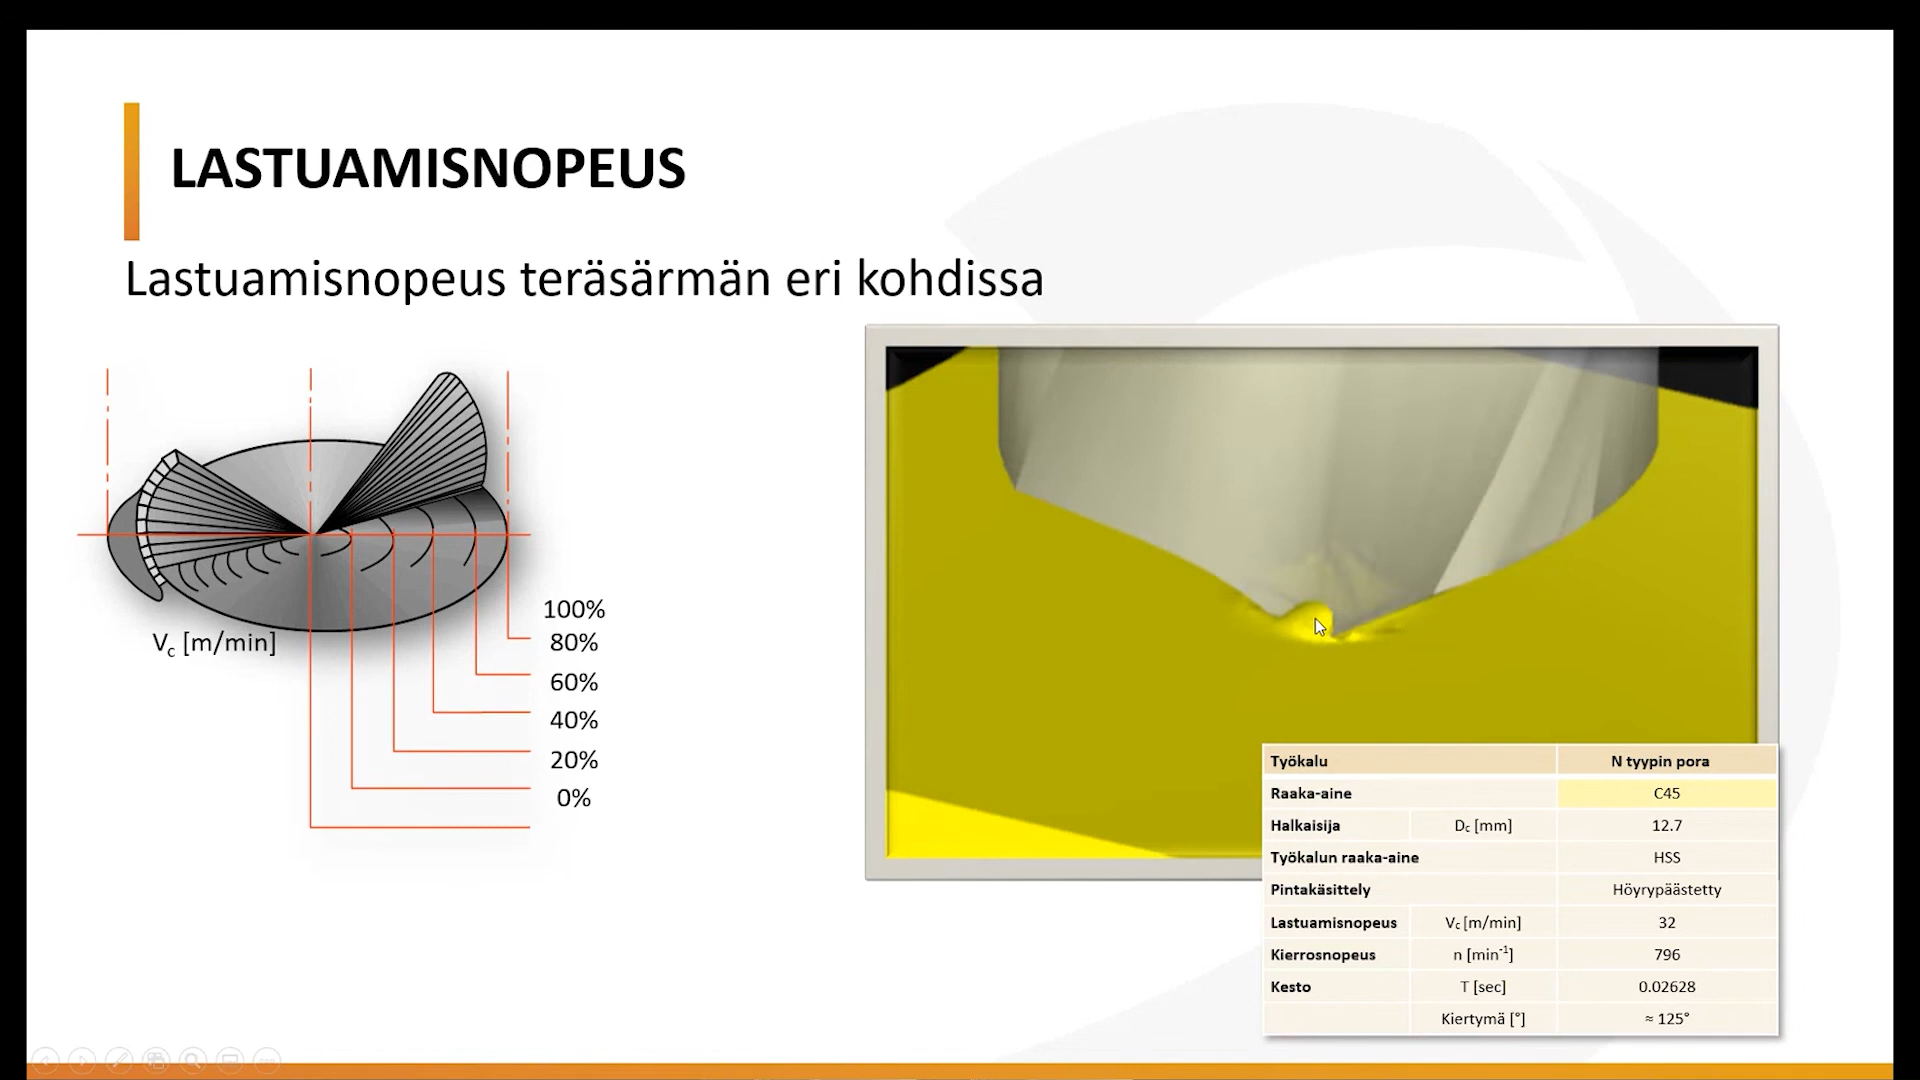 LASTUAMISNOPEUS
Lastuamisnopeus teräsärmän eri kohdissa
Vc [m/min]
100%
80%
60%
40%
20%
0%
Työkalu N tyypin pora
Raaka-aine C45
Halkaisija Dc [mm] 12.7
Työkalun raaka-aine HSS
Pintakäsittely Höyrypäästetty
Lastuamisnopeus Vc [m/min] 32
Kierrosnopeus n [min⁻¹] 796
Kesto T [sec] 0.02628
Kiertymä [°] ≈ 125°